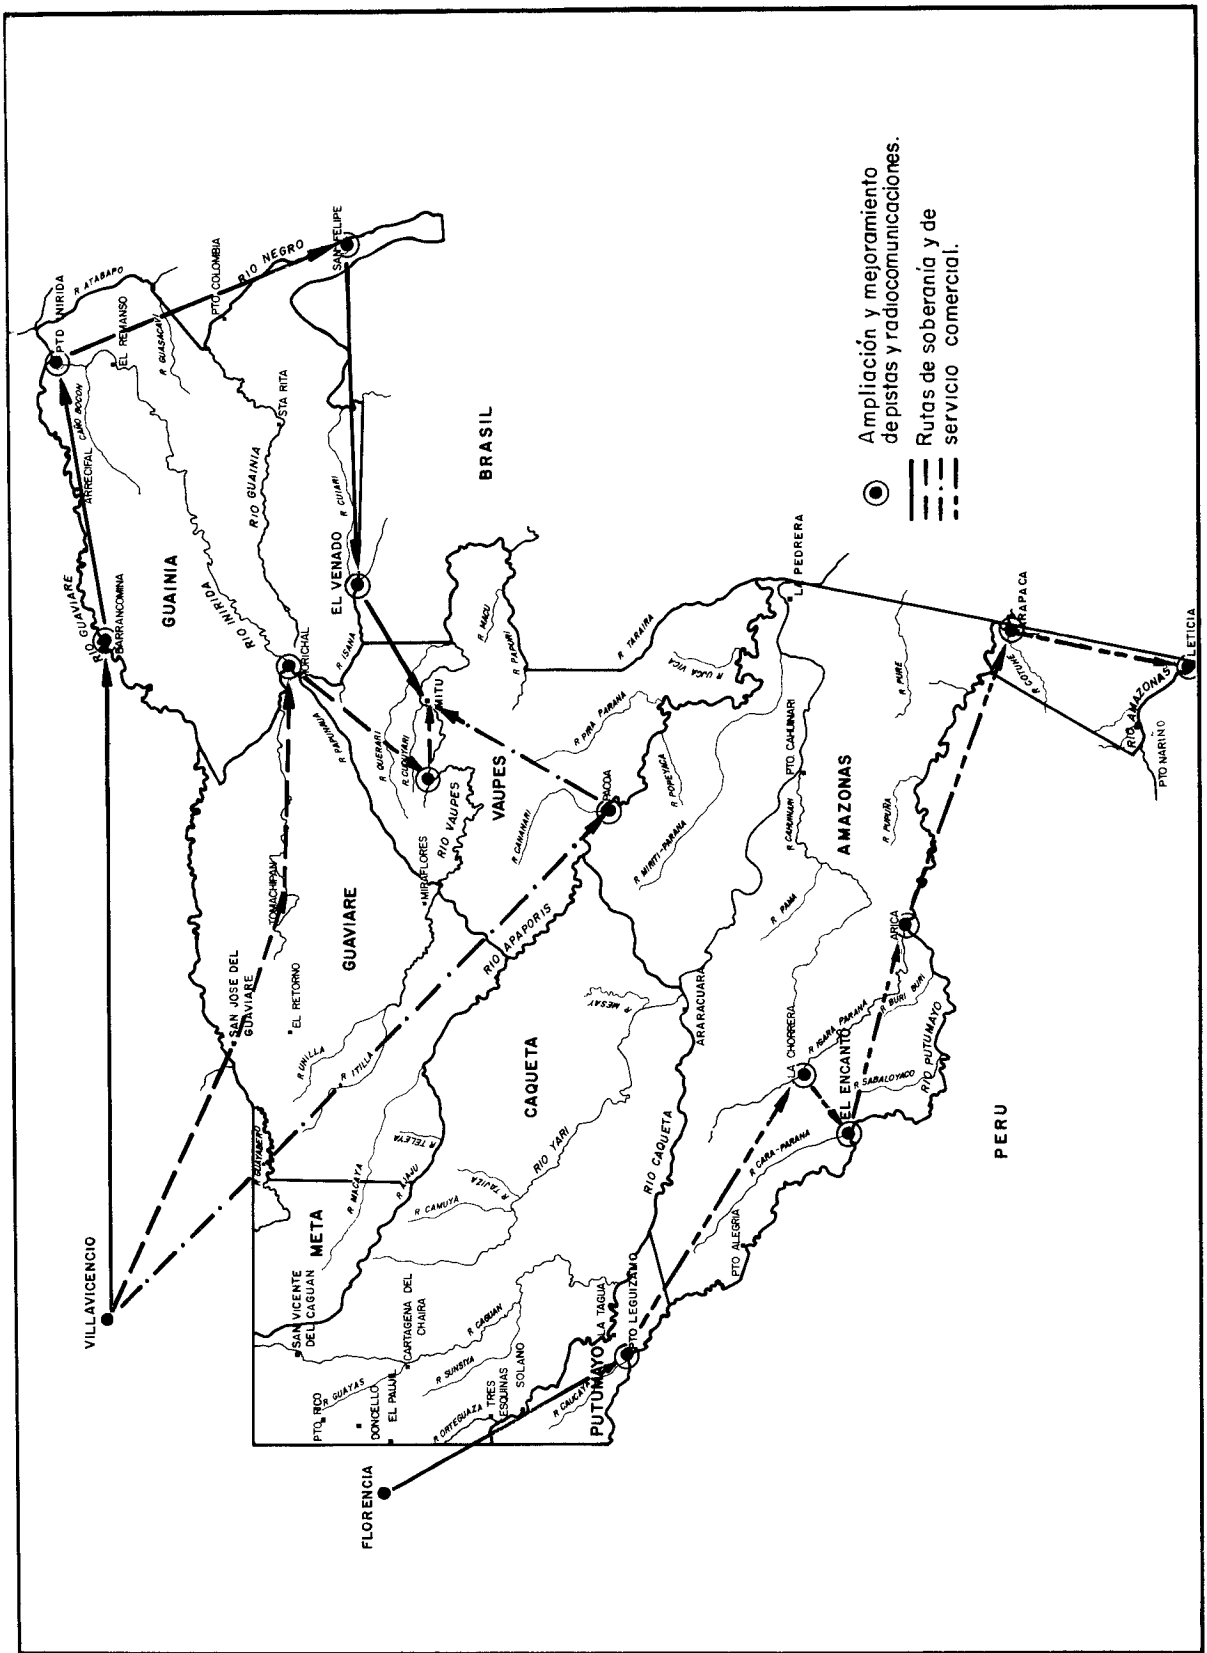 VILLAVICENCIO
FLORENCIA
RIO GUAVIARE
BARRANCOMINA
ARRECIFAL
CAÑO BOCON
PTO INIRIDA
R ATABAPO
EL REMANSO
R GUASACAVI
PTO. COLOMBIA
RIO NEGRO
SAN FELIPE
GUAINIA
RIO INIRIDA
RIO GUAINIA
STA RITA
R CUIARI
EL VENADO
R ISANA
MORICHAL
R PAPUNAUA
BRASIL
TOMACHIPAN
SAN JOSE DEL
GUAVIARE
EL RETORNO
GUAVIARE
MIRAFLORES
R UNILLA
R ITILLA
R QUERARI
R CUDUYARI
MITU
RIO VAUPES
VAUPES
R MACU
R PAPURI
R CANANARI
PACOA
R PIRA PARANA
R TARAIRA
RIO APAPORIS
R POPEYACA
R MIRITI-PARANA
LA PEDRERA
R GUAYABERO
META
R MACAYA
R AJAJU
R TELEYA
R CAMUYA
R TAJIZA
RIO YARI
CAQUETA
R MESAY
ARARACUARA
RIO CAQUETA
SAN VICENTE
DEL CAGUAN
CARTAGENA DEL
CHAIRA
R CAGUAN
R SUNSIYA
R GUAYAS
PTO RICO
DONCELLO
EL PAUJIL
R ORTEGUAZA
TRES
ESQUINAS
SOLANO
PUTUMAYO
LA TAGUA
PTO LEGUIZAMO
R CAUCAYA
PTO ALEGRIA
R CARA-PARANA
EL ENCANTO
LA CHORRERA
R IGARA PARANA
R SABALOYACO
RIO PUTUMAYO
R BURI BURI
ARICA
R PAMA
R CAHUINARI
PTO. CAHUINARI
AMAZONAS
R PURE
R PUPUÑA
TARAPACA
R COTUHE
LETICIA
RIO AMAZONAS
PTO NARIÑO
PERU
Ampliación y mejoramiento
de pistas y radiocomunicaciones.
Rutas de soberanía y de
servicio comercial.